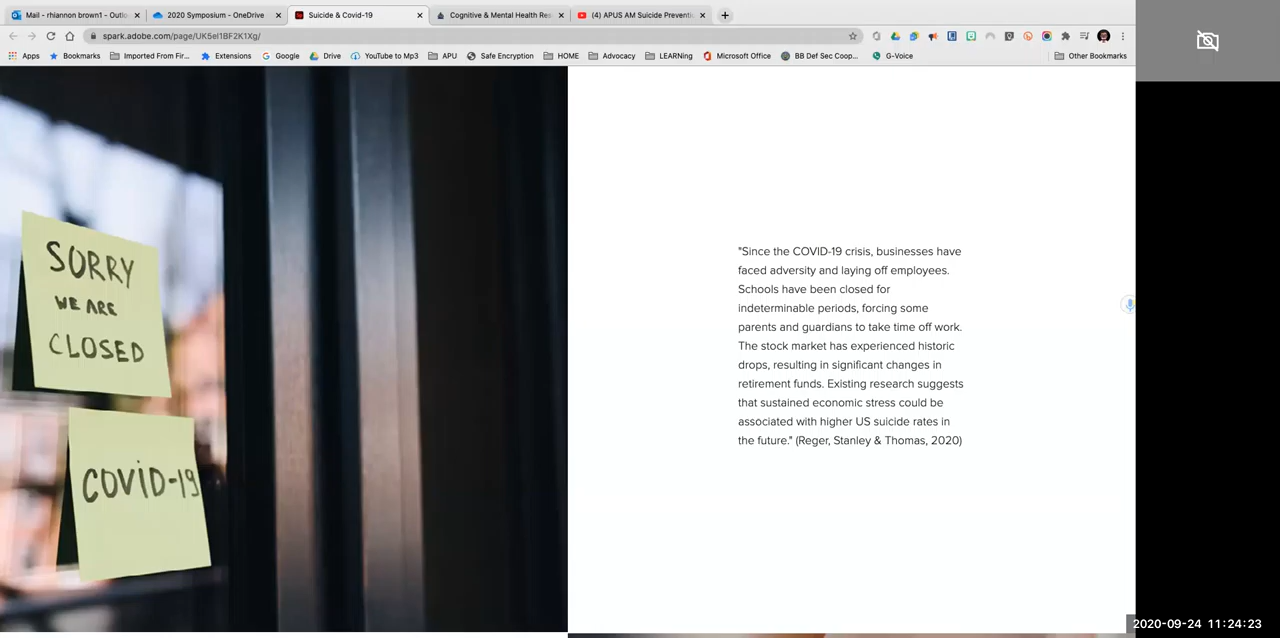 Mail - rhiannon brown1 - Outlo
2020 Symposium - OneDrive
Suicide & Covid-19
Cognitive & Mental Health Res
(4) APUS AM Suicide Preventi
spark.adobe.com/page/UK5eI1BF2K1Xg/
Apps
Bookmarks
Imported From Fir...
Extensions
Google
Drive
YouTube to Mp3
APU
Safe Encryption
HOME
Advocacy
LEARNing
Microsoft Office
BB Def Sec Coop...
G-Voice
Other Bookmarks
SORRY
WE ARE
CLOSED
COViD-19
"Since the COVID-19 crisis, businesses have
faced adversity and laying off employees.
Schools have been closed for
indeterminable periods, forcing some
parents and guardians to take time off work.
The stock market has experienced historic
drops, resulting in significant changes in
retirement funds. Existing research suggests
that sustained economic stress could be
associated with higher US suicide rates in
the future." (Reger, Stanley & Thomas, 2020)
2020-09-24 11:24:23